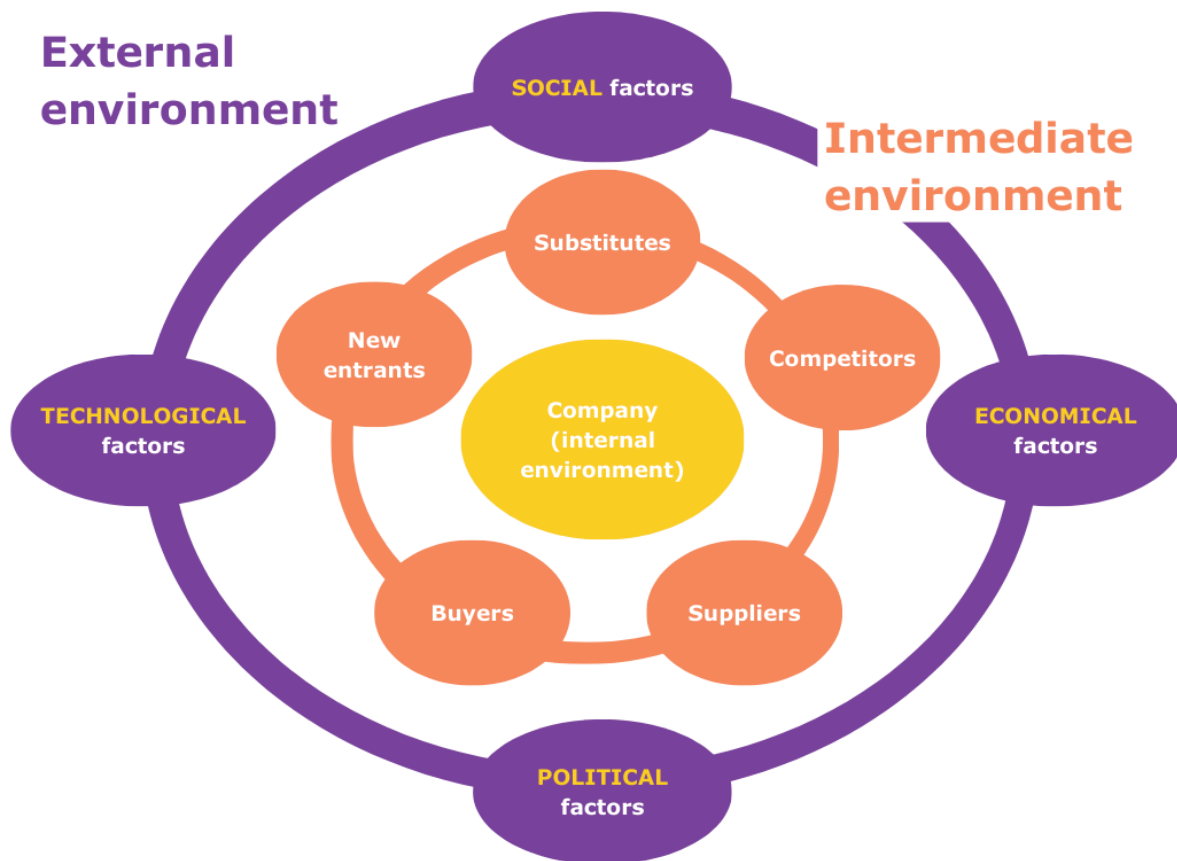 External
environment
SOCIAL factors
Intermediate
environment
Substitutes
New
entrants
Competitors
Company
(internal
environment)
TECHNOLOGICAL
factors
ECONOMICAL
factors
Buyers
Suppliers
POLITICAL
factors